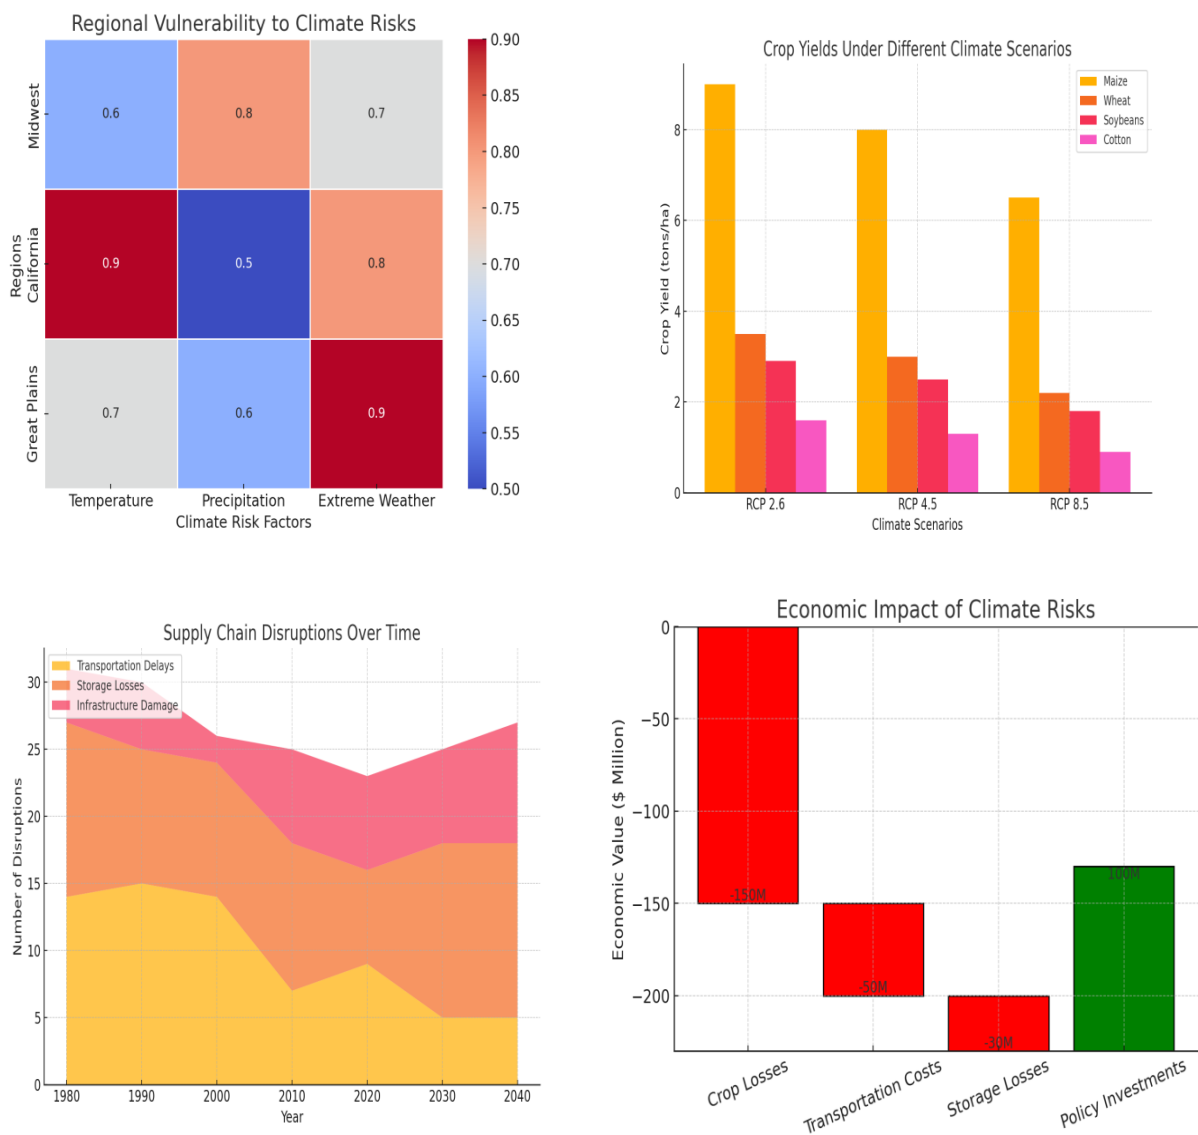 Regional Vulnerability to Climate Risks
Midwest
Regions
California
Great Plains
0.6 0.8 0.7
0.9 0.5 0.8
0.7 0.6 0.9
Temperature Precipitation Extreme Weather
Climate Risk Factors
0.90
0.85
0.80
0.75
0.70
0.65
0.60
0.55
0.50
Crop Yields Under Different Climate Scenarios
Maize
Wheat
Soybeans
Cotton
Crop Yield (tons/ha)
8
6
4
2
0
RCP 2.6 RCP 4.5 RCP 8.5
Climate Scenarios
Supply Chain Disruptions Over Time
Transportation Delays
Storage Losses
Infrastructure Damage
Number of Disruptions
30
25
20
15
10
5
0
1980 1990 2000 2010 2020 2030 2040
Year
Economic Impact of Climate Risks
Economic Value ($ Million)
0
−50
−100
−150
−200
-150M
-50M
-30M
100M
Crop Losses Transportation Costs Storage Losses Policy Investments